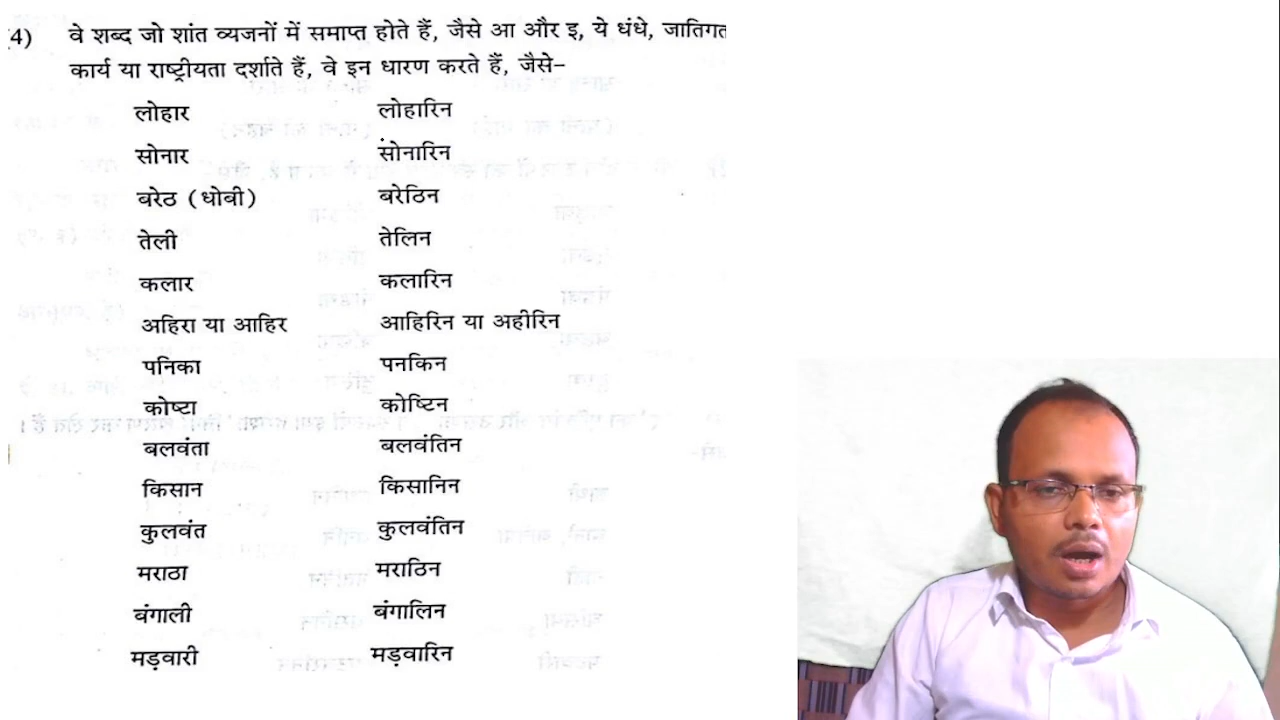 4) वे शब्द जो शांत व्यजनों में समाप्त होते हैं, जैसे आ और इ, ये धंधे, जातिगत
कार्य या राष्ट्रीयता दर्शाते हैं, वे इन धारण करते हैं, जैसे–
लोहार लोहारिन
सोनार सोनारिन
बरेठ (धोबी) बरेठिन
तेली तेलिन
कलार कलारिन
अहिरा या आहिर आहिरिन या अहीरिन
पनिका पनकिन
कोष्टा कोष्टिन
बलवंता बलवंतिन
किसान किसानिन
कुलवंत कुलवंतिन
मराठा मराठिन
वंगाली बंगालिन
मड़वारी मड़वारिन